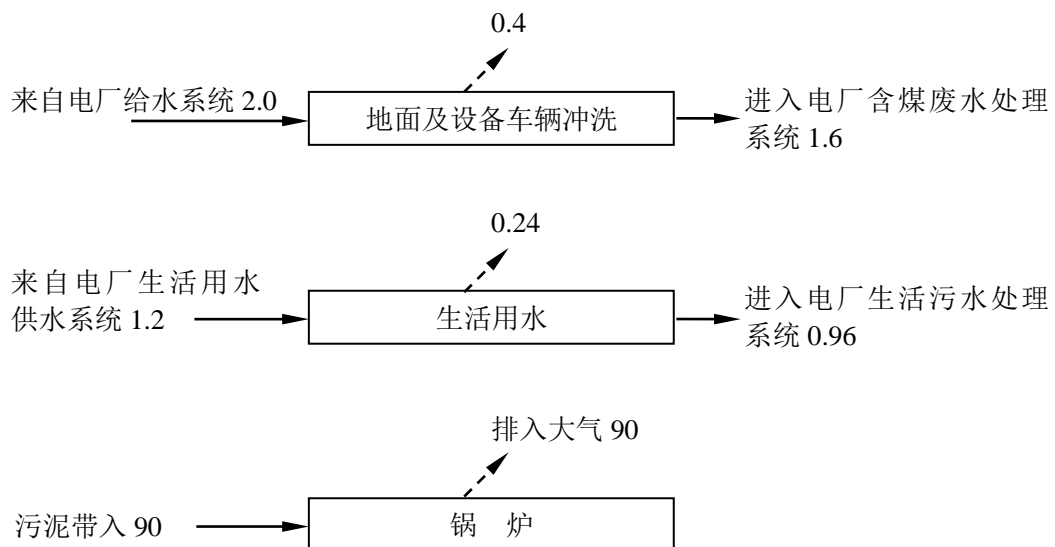 0.4
来自电厂给水系统 2.0
地面及设备车辆冲洗
进入电厂含煤废水处理
系统 1.6
0.24
来自电厂生活用水
供水系统 1.2
生活用水
进入电厂生活污水处理
系统 0.96
排入大气 90
污泥带入 90
锅 炉